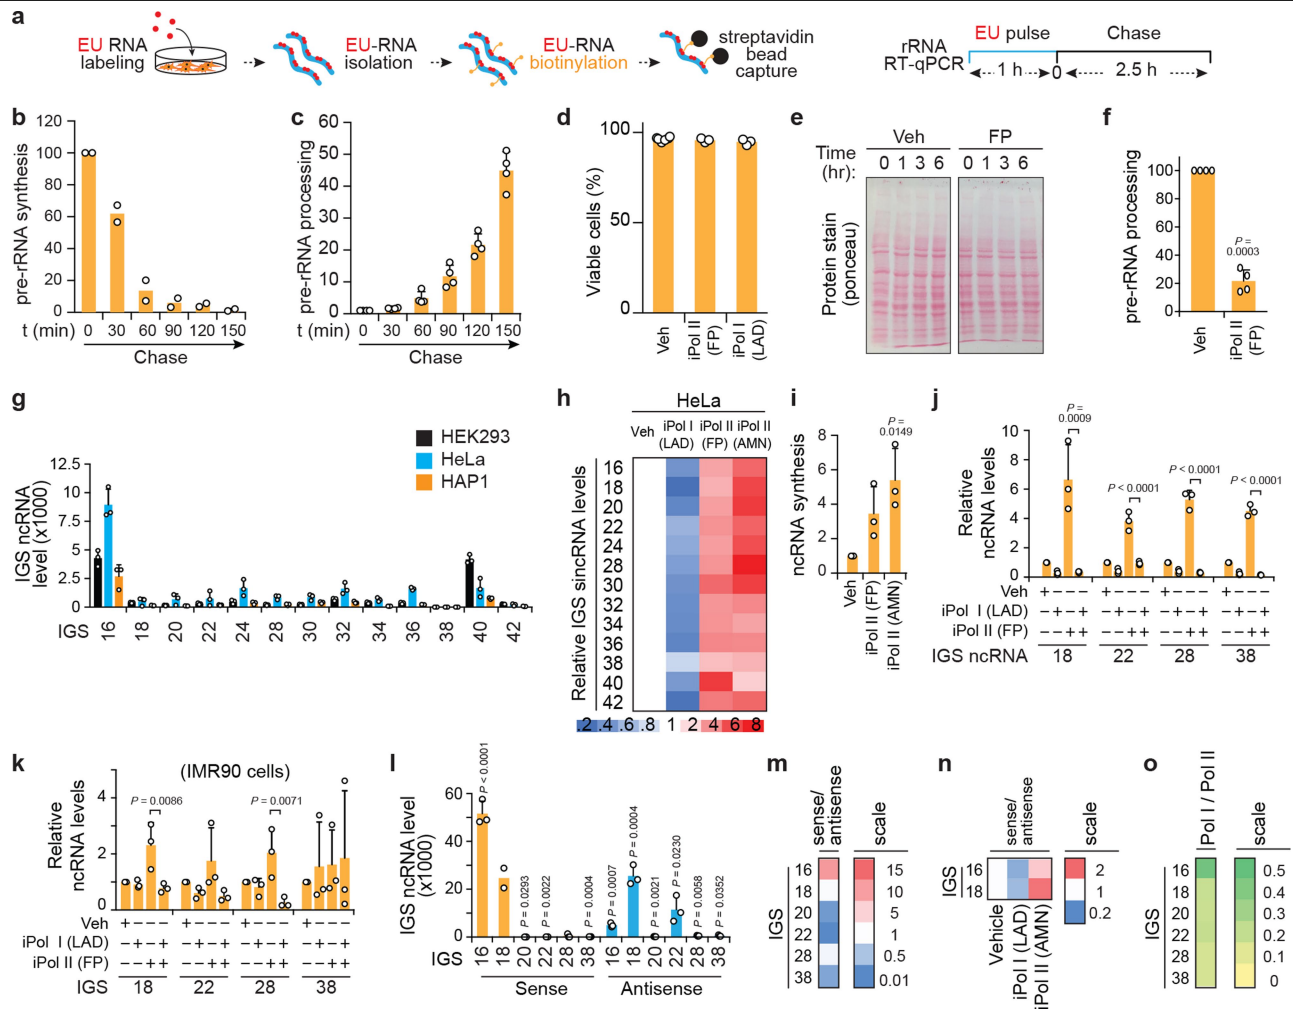 a
EU RNA
labeling
EU-RNA
isolation
EU-RNA
biotinylation
streptavidin
bead
capture
rRNA
RT-qPCR
EU pulse
Chase
1 h
0
2.5 h
b
pre-rRNA synthesis
120
100
80
60
40
20
0
t (min)
0 30 60 90 120 150
Chase
c
pre-rRNA processing
60
50
40
30
20
10
0
t (min)
0 30 60 90 120 150
Chase
d
Viable cells (%)
100
50
0
Veh
iPol II
(FP)
iPol I
(LAD)
e
Veh
FP
Time
(hr):
0 1 3 6
0 1 3 6
Protein stain
(ponceau)
f
pre-rRNA processing
100
80
60
40
20
0
P =
0.0003
Veh
iPol II
(FP)
g
HEK293
HeLa
HAP1
IGS ncRNA
level (x1000)
12.5
10
7.5
5
2.5
0
IGS
16 18 20 22 24 28 30 32 34 36 38 40 42
h
HeLa
Veh
iPol I
(LAD)
iPol II
(FP)
iPol II
(AMN)
Relative IGS sincRNA levels
16
18
20
22
24
28
30
32
34
36
38
40
42
.2 .4 .6 .8 1 2 4 6 8
i
ncRNA synthesis
8
6
4
2
0
P =
0.0149
Veh
iPol II (FP)
iPol II (AMN)
j
Relative
ncRNA levels
10
8
6
4
2
0
P =
0.0009
P < 0.0001
P < 0.0001
P < 0.0001
Veh
+ – – – + – – – + – – – + – – –
iPol I (LAD)
– + – + – + – + – + – + – + – +
iPol II (FP)
– – + + – – + + – – + + – – + +
IGS ncRNA
18 22 28 38
k
(IMR90 cells)
Relative
ncRNA levels
4
2
0
P = 0.0086
P = 0.0071
Veh
+ – – – + – – – + – – – + – – –
iPol I (LAD)
– + – + – + – + – + – + – + – +
iPol II (FP)
– – + + – – + + – – + + – – + +
IGS
18 22 28 38
l
IGS ncRNA level
(x1000)
60
40
20
0
P < 0.0001
P = 0.0293
P = 0.0022
P = 0.0004
P = 0.0007
P = 0.0004
P = 0.0021
P = 0.0230
P = 0.0058
P = 0.0352
IGS
16 18 20 22 28 38 16 18 20 22 28 38
Sense
Antisense
m
sense/
antisense
scale
IGS
16
18
20
22
28
38
15
10
5
1
0.5
0.01
n
sense/
antisense
scale
IGS
16
18
Vehicle
iPol I (LAD)
iPol II (AMN)
2
1
0.2
o
iPol I / Pol II
scale
IGS
16
18
20
22
28
38
0.5
0.4
0.3
0.2
0.1
0